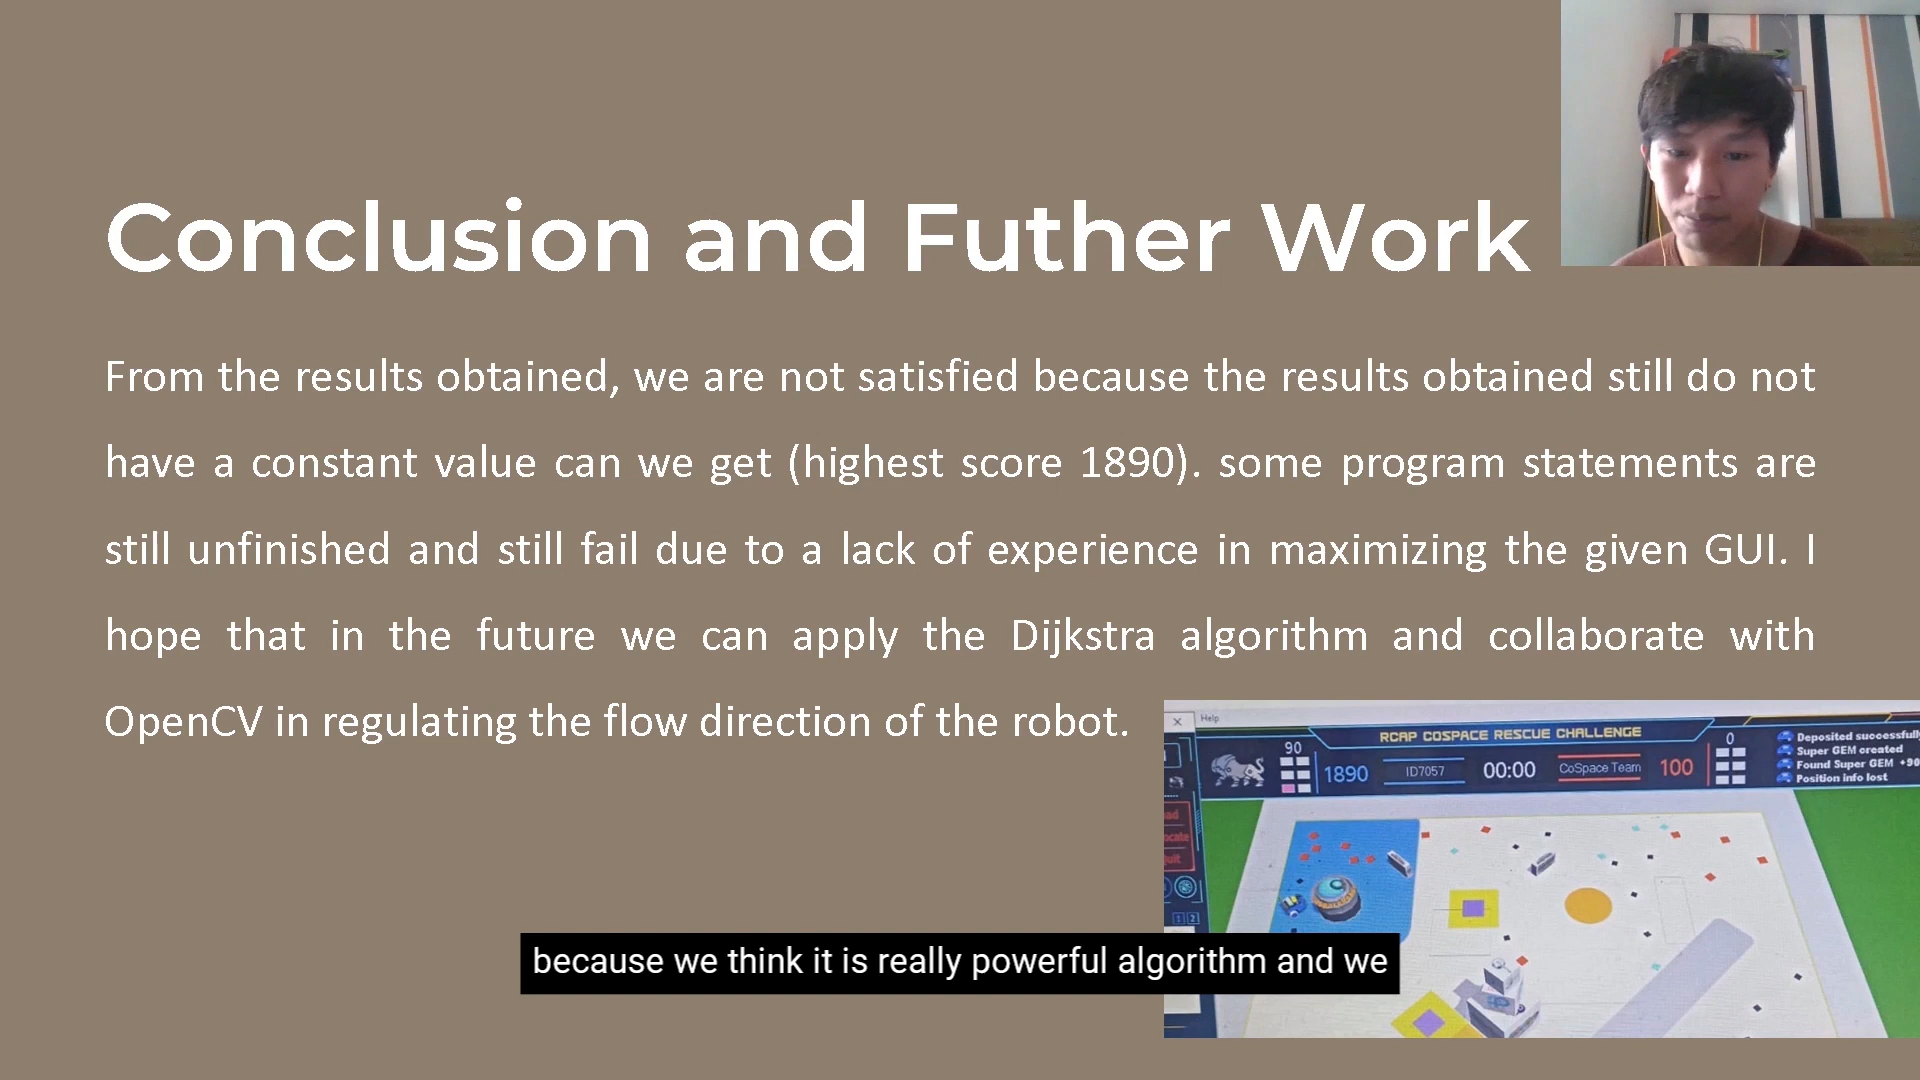 Conclusion and Futher Work
From the results obtained, we are not satisfied because the results obtained still do not
have a constant value can we get (highest score 1890). some program statements are
still unfinished and still fail due to a lack of experience in maximizing the given GUI. I
hope that in the future we can apply the Dijkstra algorithm and collaborate with
OpenCV in regulating the flow direction of the robot.
Help
RCAP COSPACE RESCUE CHALLENGE
90
1890
ID7057
00:00
CoSpace Team
100
0
Deposited successfully
Super GEM created
Found Super GEM +90
Position info lost
1 2
because we think it is really powerful algorithm and we